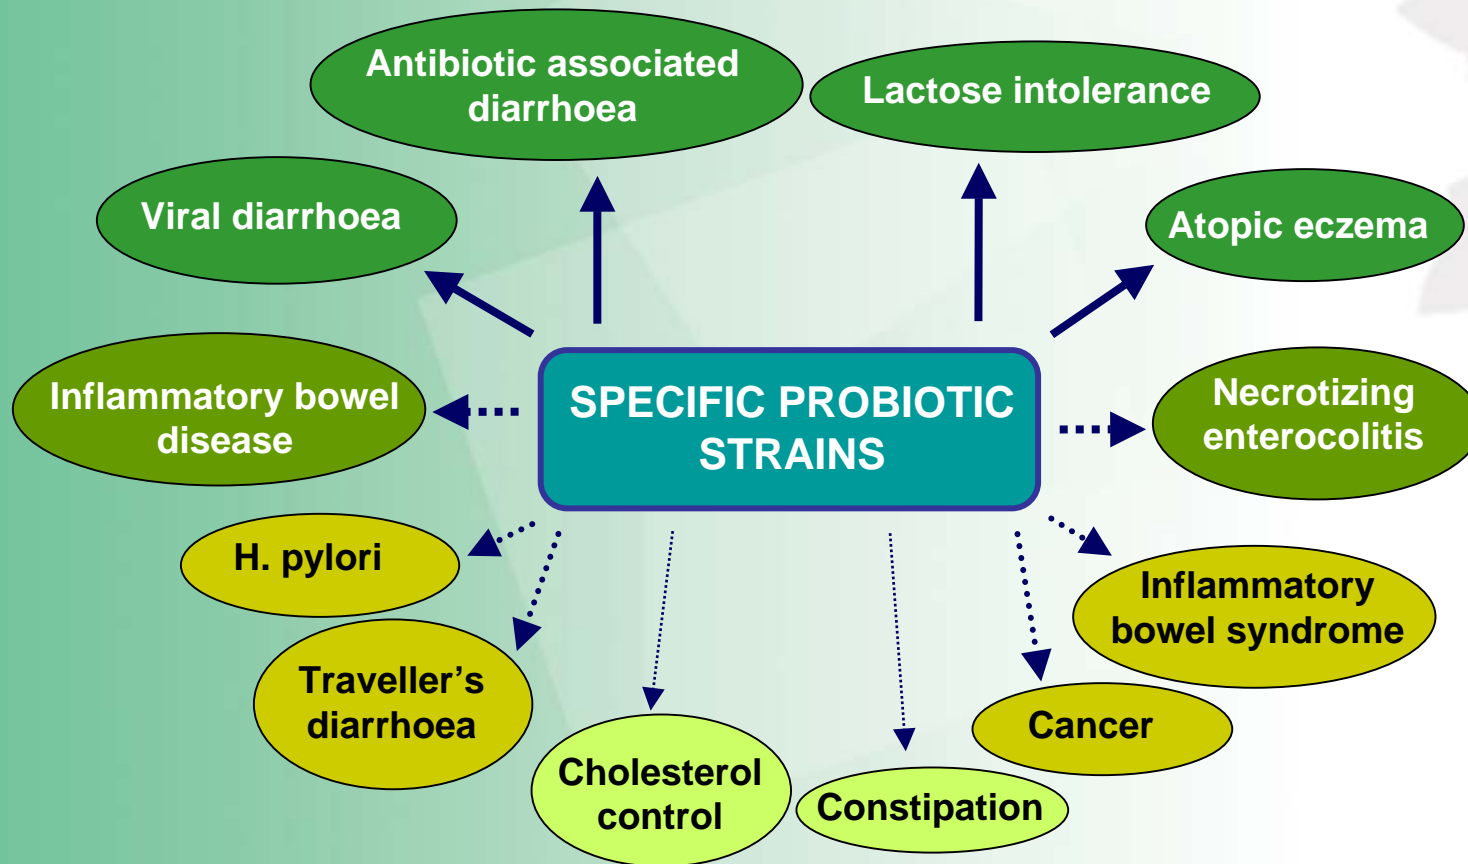 Antibiotic associated
diarrhoea
Lactose intolerance
Viral diarrhoea
Atopic eczema
Inflammatory bowel
disease
SPECIFIC PROBIOTIC
STRAINS
Necrotizing
enterocolitis
H. pylori
Inflammatory
bowel syndrome
Traveller's
diarrhoea
Cancer
Cholesterol
control
Constipation